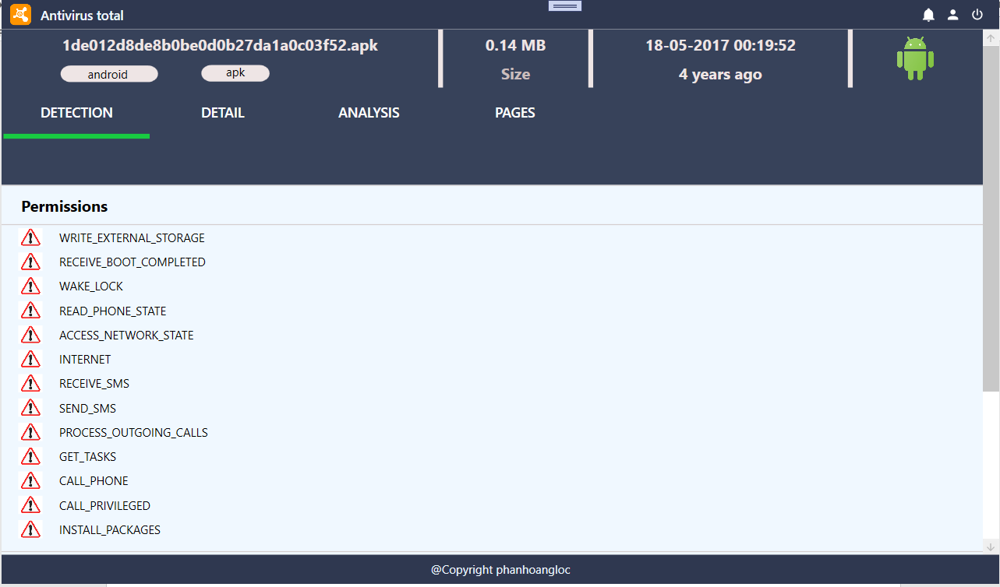 Antivirus total
1de012d8de8b0be0d0b27da1a0c03f52.apk
0.14 MB
18-05-2017 00:19:52
android
apk
Size
4 years ago
DETECTION
DETAIL
ANALYSIS
PAGES
Permissions
WRITE_EXTERNAL_STORAGE
RECEIVE_BOOT_COMPLETED
WAKE_LOCK
READ_PHONE_STATE
ACCESS_NETWORK_STATE
INTERNET
RECEIVE_SMS
SEND_SMS
PROCESS_OUTGOING_CALLS
GET_TASKS
CALL_PHONE
CALL_PRIVILEGED
INSTALL_PACKAGES
@Copyright phanhoangloc